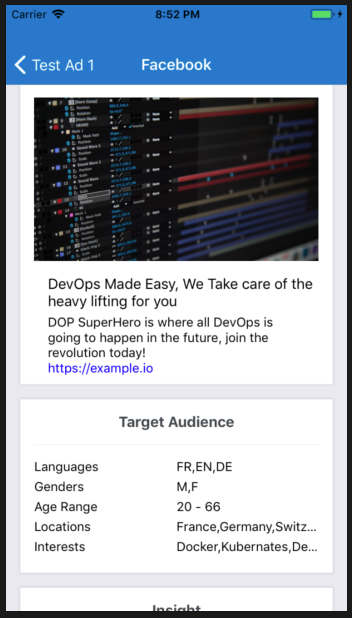 Carrier 8:52 PM
Test Ad 1 Facebook
DevOps Made Easy, We Take care of the
heavy lifting for you
DOP SuperHero is where all DevOps is
going to happen in the future, join the
revolution today!
https://example.io
Target Audience
Languages FR,EN,DE
Genders M,F
Age Range 20 - 66
Locations France,Germany,Switz...
Interests Docker,Kubernates,De...
Insight